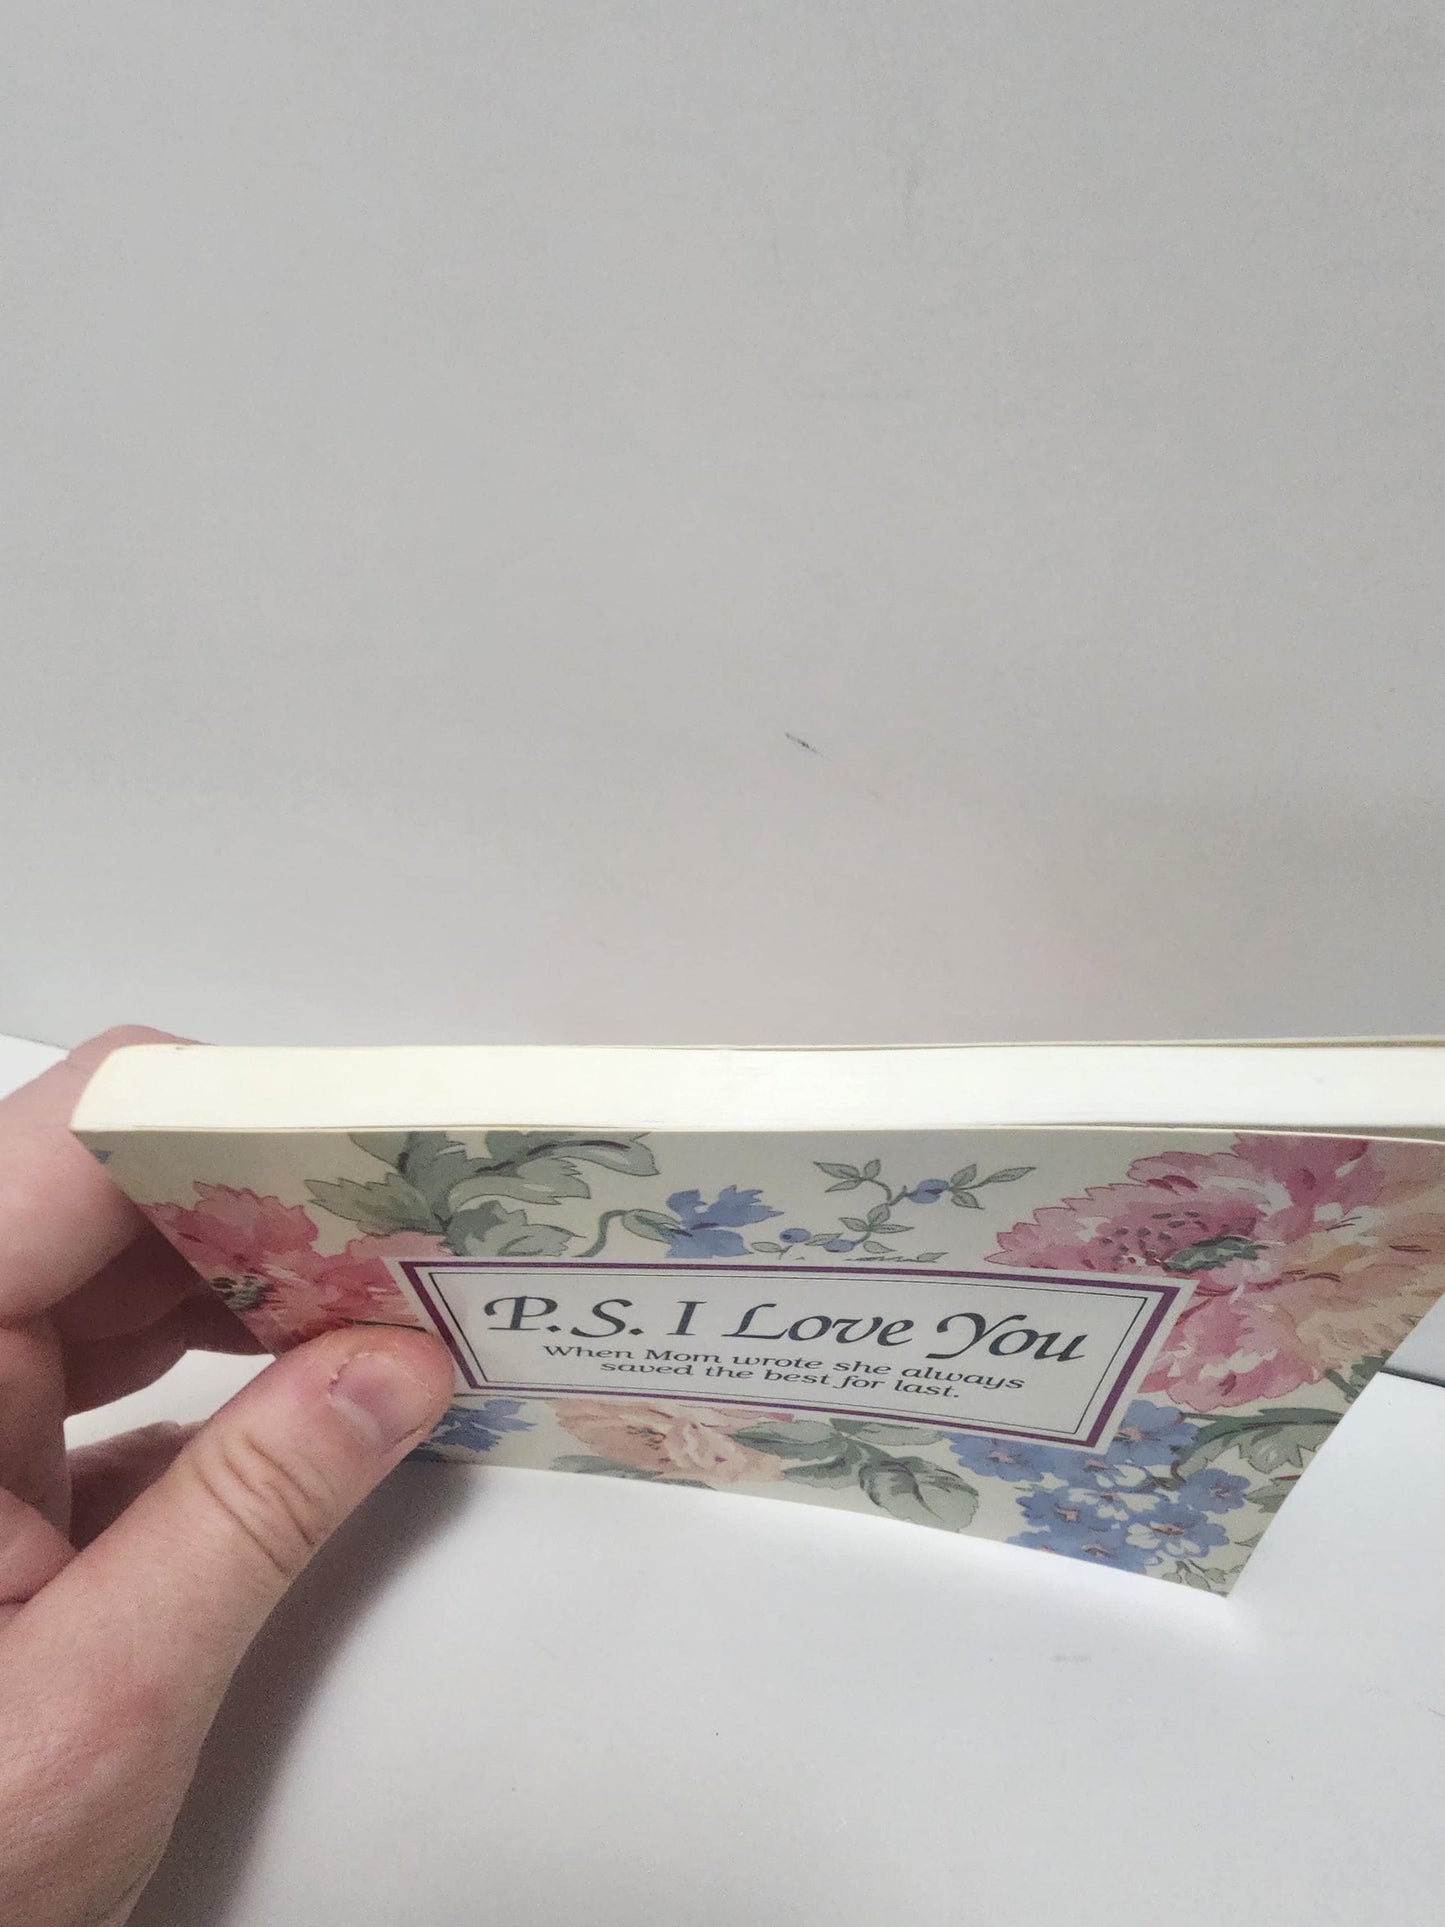 P.S. I Love You
When Mom wrote she always
saved the best for last.